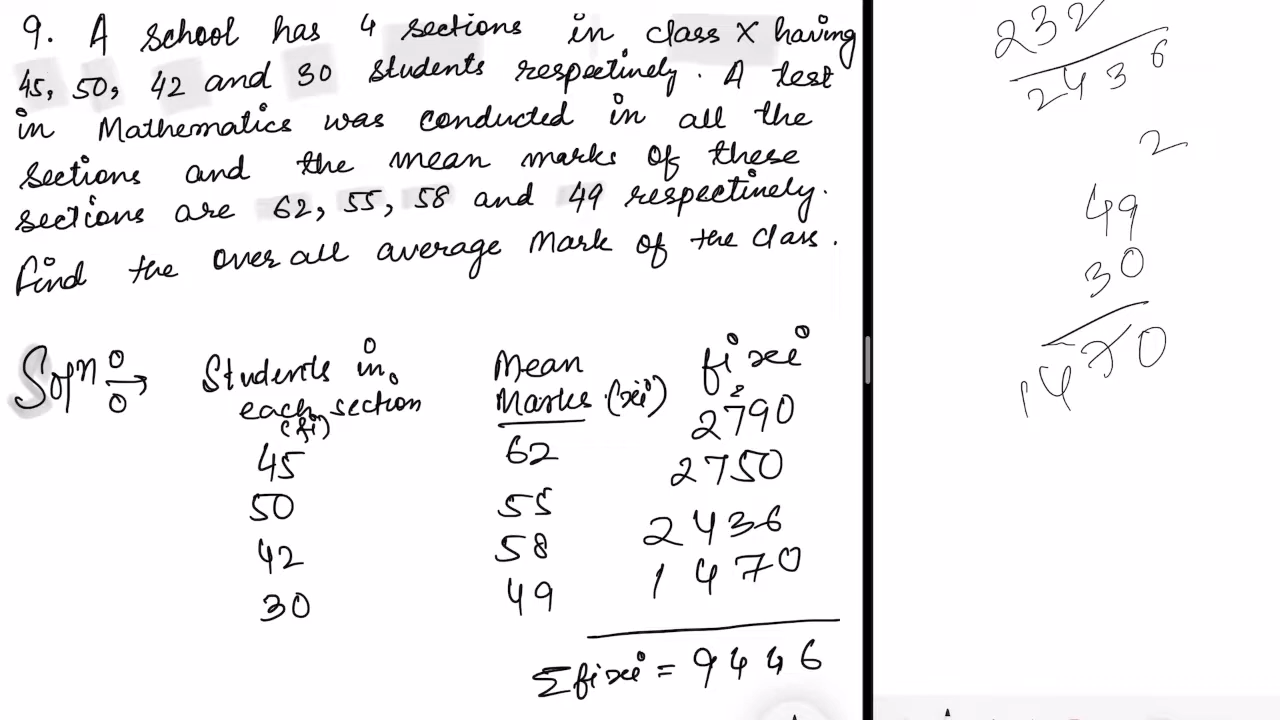 9. A school has 4 sections in class X having
45, 50, 42 and 30 students respectively. A test
in Mathematics was conducted in all the
sections and the mean marks of these
sections are 62, 55, 58 and 49 respectively.
Find the over all average Mark of the class.
Solⁿ
Students in each section (fi)
Mean Marks (xi)
fixi
45 62 2790
50 55 2750
42 58 2436
30 49 1470
Σfixi = 9446
232
2436
2
49
30
1470